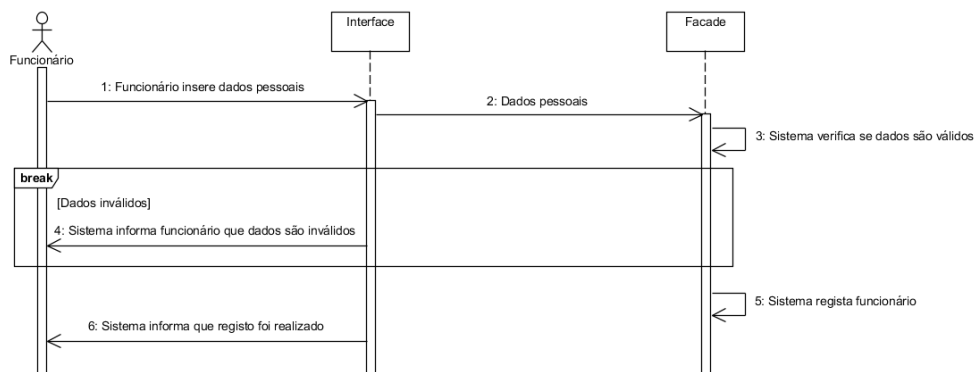 Interface
Facade
Funcionário
1: Funcionário insere dados pessoais
2: Dados pessoais
3: Sistema verifica se dados são válidos
break
[Dados inválidos]
4: Sistema informa funcionário que dados são inválidos
5: Sistema regista funcionário
6: Sistema informa que registo foi realizado